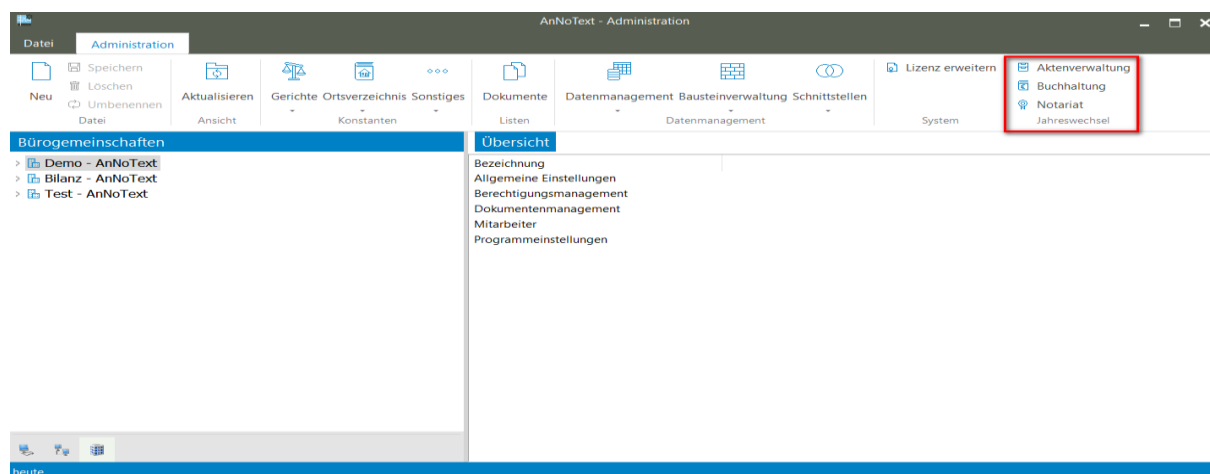 AnNoText - Administration
Datei Administration
Neu
Speichern
Löschen
Umbenennen
Datei
Aktualisieren
Ansicht
Gerichte Ortsverzeichnis Sonstiges
Konstanten
Dokumente
Listen
Datenmanagement Bausteinverwaltung Schnittstellen
Datenmanagement
Lizenz erweitern
System
Aktenverwaltung
Buchhaltung
Notariat
Jahreswechsel
Bürogemeinschaften
Demo - AnNoText
Bilanz - AnNoText
Test - AnNoText
Übersicht
Bezeichnung
Allgemeine Einstellungen
Berechtigungsmanagement
Dokumentenmanagement
Mitarbeiter
Programmeinstellungen
heute